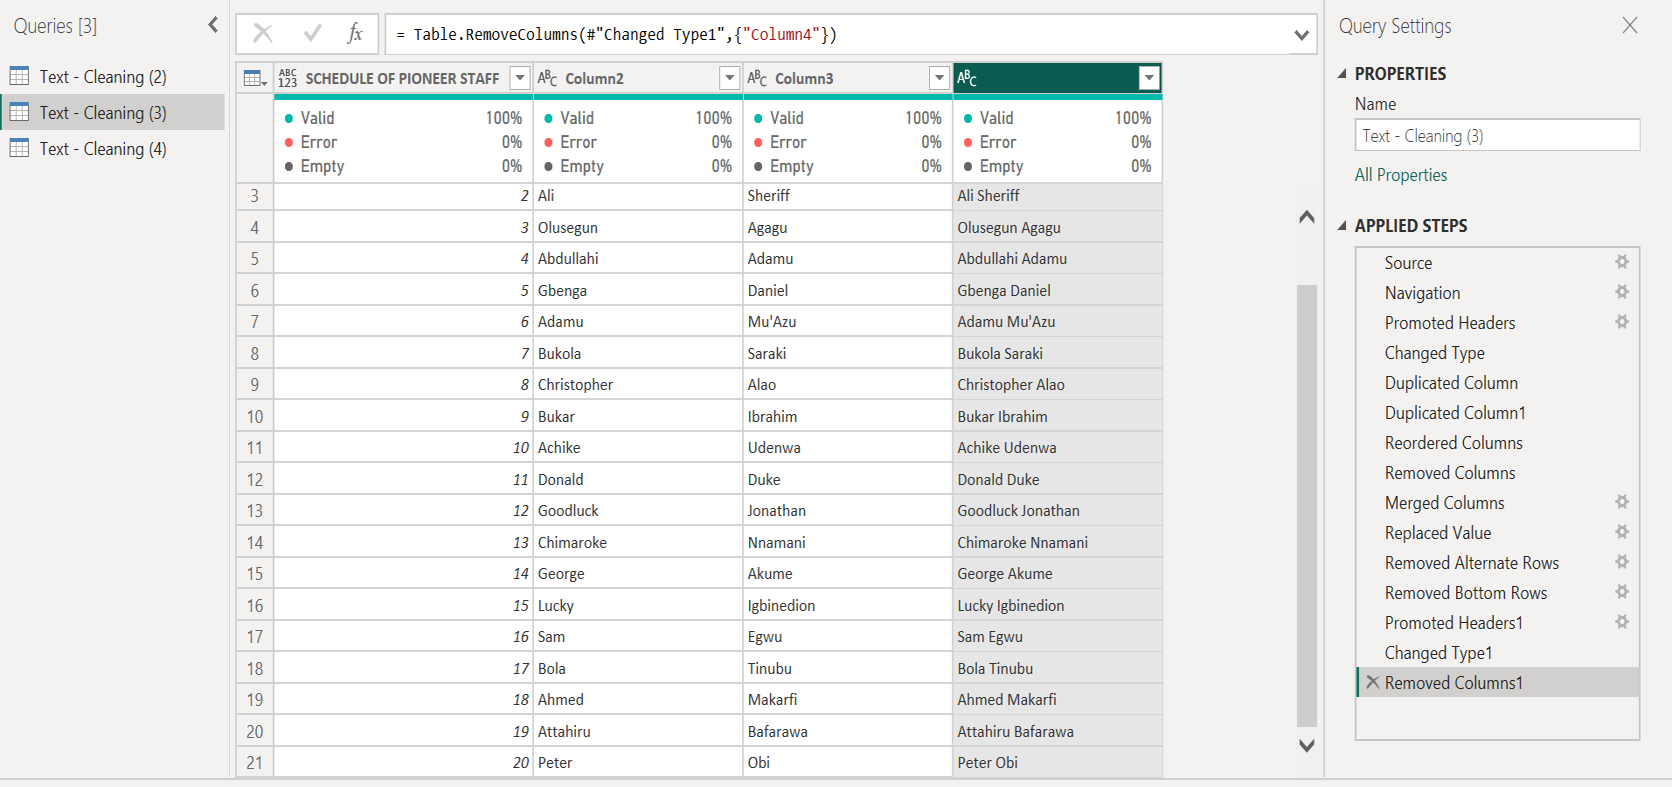 Queries [3]
Text - Cleaning (2)
Text - Cleaning (3)
Text - Cleaning (4)
fx
= Table.RemoveColumns(#"Changed Type1",{"Column4"})
ABC 123 SCHEDULE OF PIONEER STAFF ABC Column2 ABC Column3 ABC
Valid 100% Valid 100% Valid 100% Valid 100%
Error 0% Error 0% Error 0% Error 0%
Empty 0% Empty 0% Empty 0% Empty 0%
3 2 Ali Sheriff Ali Sheriff
4 3 Olusegun Agagu Olusegun Agagu
5 4 Abdullahi Adamu Abdullahi Adamu
6 5 Gbenga Daniel Gbenga Daniel
7 6 Adamu Mu'Azu Adamu Mu'Azu
8 7 Bukola Saraki Bukola Saraki
9 8 Christopher Alao Christopher Alao
10 9 Bukar Ibrahim Bukar Ibrahim
11 10 Achike Udenwa Achike Udenwa
12 11 Donald Duke Donald Duke
13 12 Goodluck Jonathan Goodluck Jonathan
14 13 Chimaroke Nnamani Chimaroke Nnamani
15 14 George Akume George Akume
16 15 Lucky Igbinedion Lucky Igbinedion
17 16 Sam Egwu Sam Egwu
18 17 Bola Tinubu Bola Tinubu
19 18 Ahmed Makarfi Ahmed Makarfi
20 19 Attahiru Bafarawa Attahiru Bafarawa
21 20 Peter Obi Peter Obi
Query Settings
PROPERTIES
Name
Text - Cleaning (3)
All Properties
APPLIED STEPS
Source
Navigation
Promoted Headers
Changed Type
Duplicated Column
Duplicated Column1
Reordered Columns
Removed Columns
Merged Columns
Replaced Value
Removed Alternate Rows
Removed Bottom Rows
Promoted Headers1
Changed Type1
Removed Columns1